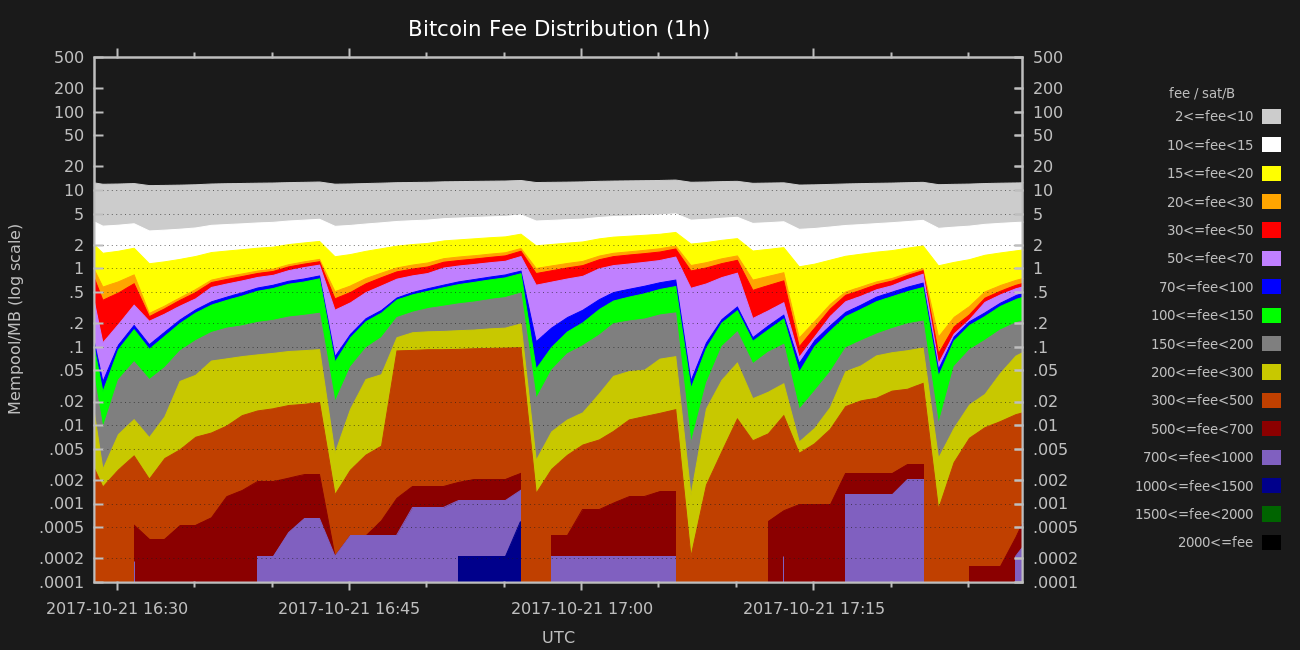 Bitcoin Fee Distribution (1h)
500 500
200 200
100 100
50 50
20 20
10 10
5 5
2 2
1 1
.5 .5
.2 .2
.1 .1
.05 .05
.02 .02
.01 .01
.005 .005
.002 .002
.001 .001
.0005 .0005
.0002 .0002
.0001 .0001
Mempool/MB (log scale)
2017-10-21 16:30 2017-10-21 16:45 2017-10-21 17:00 2017-10-21 17:15
UTC
fee / sat/B
2<=fee<10
10<=fee<15
15<=fee<20
20<=fee<30
30<=fee<50
50<=fee<70
70<=fee<100
100<=fee<150
150<=fee<200
200<=fee<300
300<=fee<500
500<=fee<700
700<=fee<1000
1000<=fee<1500
1500<=fee<2000
2000<=fee